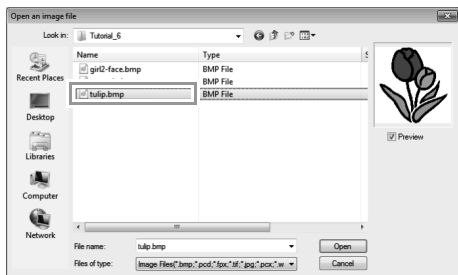 Open an image file
Look in: Tutorial_6
Name Type S
girl2-face.bmp BMP File
BMP File
tulip.bmp BMP File
Recent Places
Desktop
Libraries
Computer
Network
Preview
File name: tulip.bmp Open
Files of type: Image Files(*.bmp;*.pcd;*.fpx;*.tif;*.jpg;*.pcx;*.w Cancel